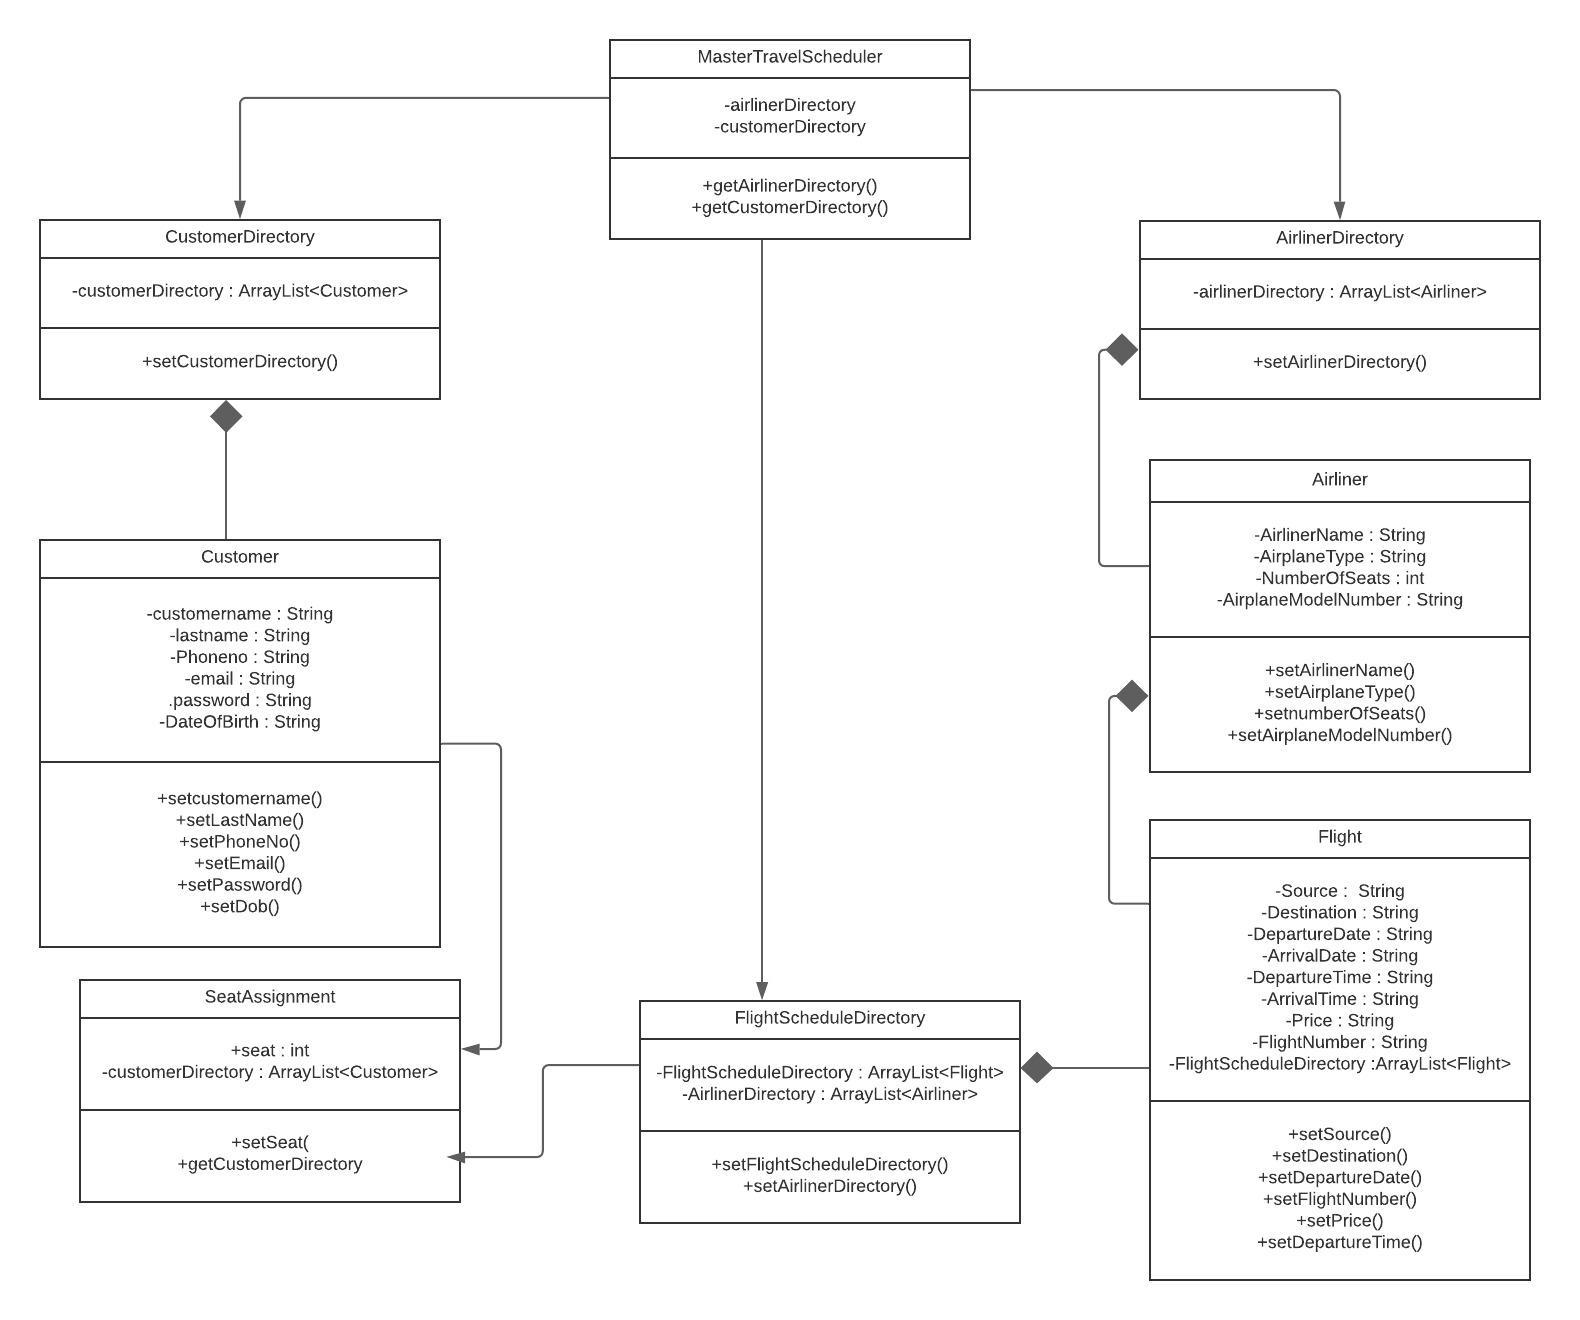 MasterTravelScheduler
-airlinerDirectory
-customerDirectory
+getAirlinerDirectory()
+getCustomerDirectory()
CustomerDirectory
-customerDirectory : ArrayList<Customer>
+setCustomerDirectory()
AirlinerDirectory
-airlinerDirectory : ArrayList<Airliner>
+setAirlinerDirectory()
Customer
-customername : String
-lastname : String
-Phoneno : String
-email : String
.password : String
-DateOfBirth : String
+setcustomername()
+setLastName()
+setPhoneNo()
+setEmail()
+setPassword()
+setDob()
Airliner
-AirlinerName : String
-AirplaneType : String
-NumberOfSeats : int
-AirplaneModelNumber : String
+setAirlinerName()
+setAirplaneType()
+setnumberOfSeats()
+setAirplaneModelNumber()
SeatAssignment
+seat : int
-customerDirectory : ArrayList<Customer>
+setSeat(
+getCustomerDirectory
FlightScheduleDirectory
-FlightScheduleDirectory : ArrayList<Flight>
-AirlinerDirectory : ArrayList<Airliner>
+setFlightScheduleDirectory()
+setAirlinerDirectory()
Flight
-Source :  String
-Destination : String
-DepartureDate : String
-ArrivalDate : String
-DepartureTime : String
-ArrivalTime : String
-Price : String
-FlightNumber : String
-FlightScheduleDirectory :ArrayList<Flight>
+setSource()
+setDestination()
+setDepartureDate()
+setFlightNumber()
+setPrice()
+setDepartureTime()